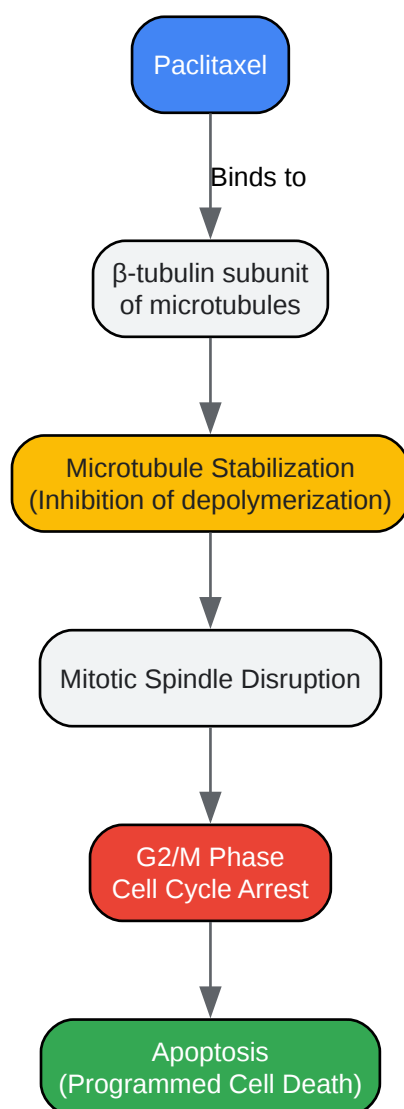 Paclitaxel
Binds to
β-tubulin subunit
of microtubules
Microtubule Stabilization
(Inhibition of depolymerization)
Mitotic Spindle Disruption
G2/M Phase
Cell Cycle Arrest
Apoptosis
(Programmed Cell Death)